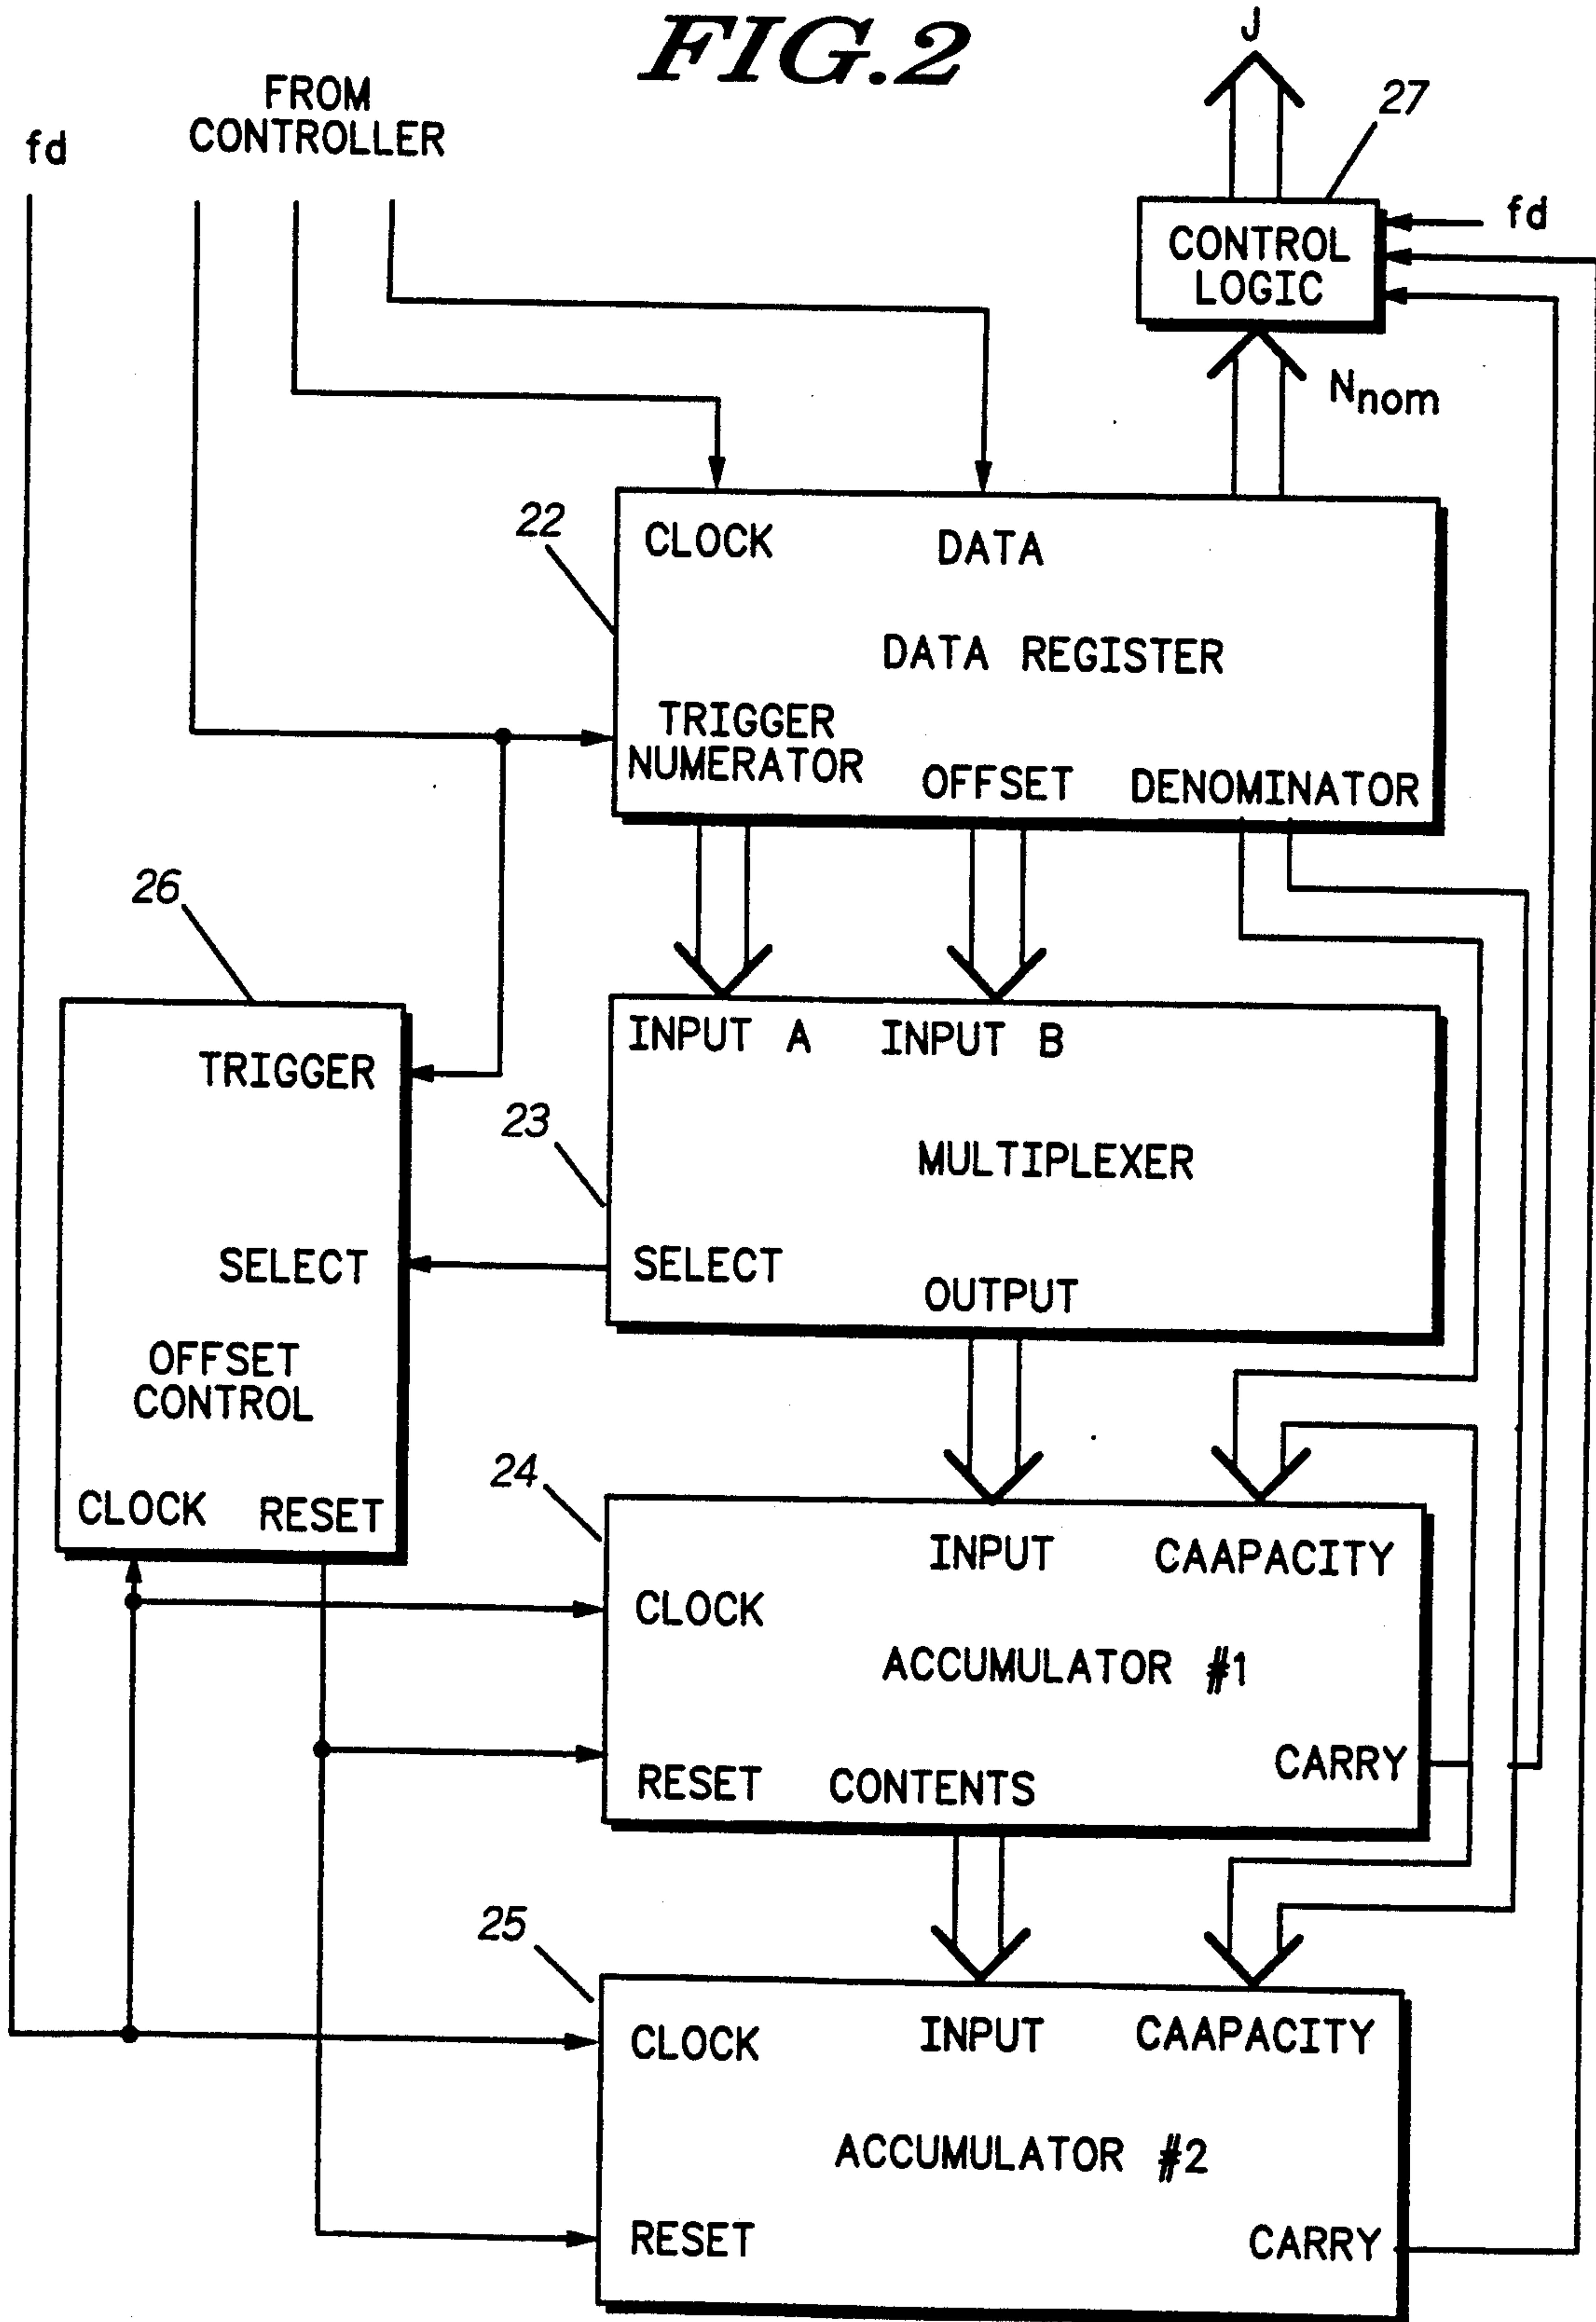 FIG.2
J
FROM
CONTROLLER
fd
27
CONTROL
LOGIC
fd
Nnom
22
CLOCK
DATA
DATA REGISTER
TRIGGER
NUMERATOR
OFFSET
DENOMINATOR
26
INPUT A
INPUT B
TRIGGER
23
MULTIPLEXER
SELECT
SELECT
OUTPUT
OFFSET
CONTROL
24
CLOCK
RESET
INPUT
CAAPACITY
CLOCK
ACCUMULATOR #1
RESET
CONTENTS
CARRY
25
CLOCK
INPUT
CAAPACITY
ACCUMULATOR #2
RESET
CARRY